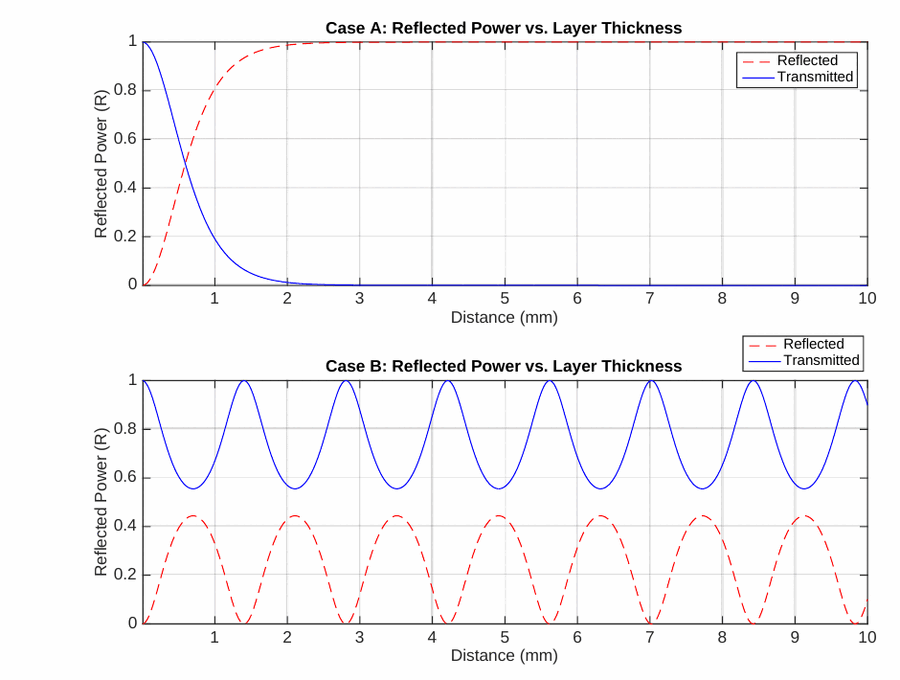 Case A: Reflected Power vs. Layer Thickness
Reflected Power (R)
1
0.8
0.6
0.4
0.2
0
Reflected
Transmitted
1 2 3 4 5 6 7 8 9 10
Distance (mm)
Reflected
Transmitted
Case B: Reflected Power vs. Layer Thickness
Reflected Power (R)
1
0.8
0.6
0.4
0.2
0
1 2 3 4 5 6 7 8 9 10
Distance (mm)